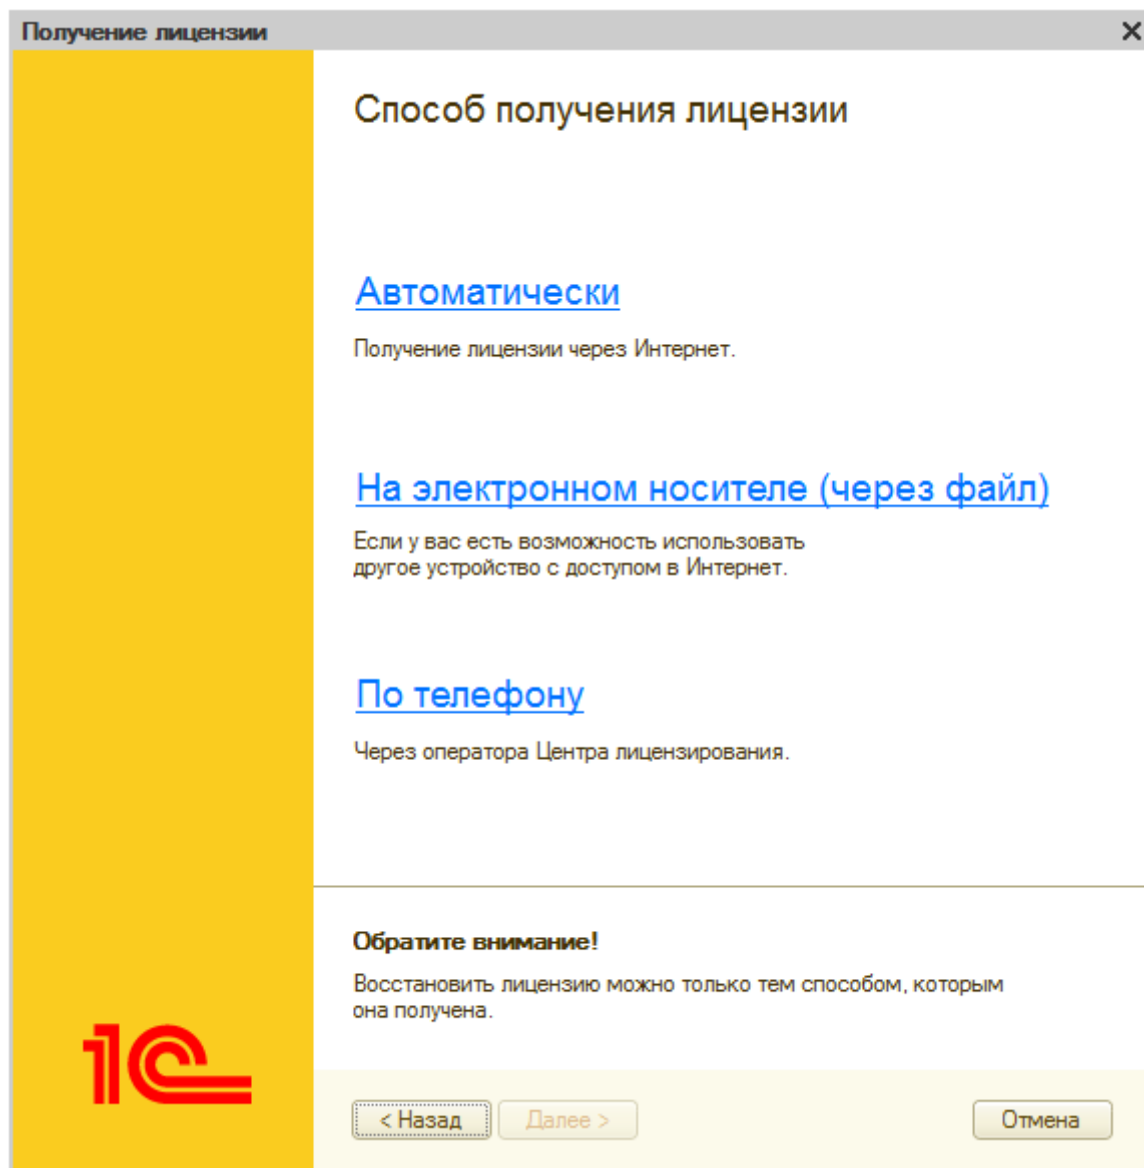 Получение лицензии
Способ получения лицензии
Автоматически
Получение лицензии через Интернет.
На электронном носителе (через файл)
Если у вас есть возможность использовать
другое устройство с доступом в Интернет.
По телефону
Через оператора Центра лицензирования.
Обратите внимание!
Восстановить лицензию можно только тем способом, которым
она получена.
1С
< Назад
Далее >
Отмена